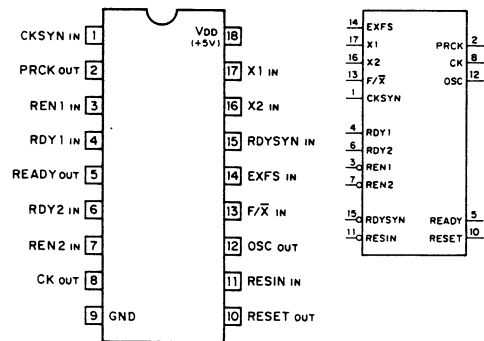 CKSYN IN 1
PRCK OUT 2
REN1 IN 3
RDY1 IN 4
READY OUT 5
RDY2 IN 6
REN2 IN 7
CK OUT 8
9 GND
VDD 18
(+5V)
17 X1 IN
16 X2 IN
15 RDYSYN IN
14 EXFS IN
13 F/X̅ IN
12 OSC OUT
11 RESIN IN
10 RESET OUT
14 EXFS
17 X1 PRCK 2
16 X2 CK 8
13 F/X̅ OSC 12
1 CKSYN
4 RDY1
6 RDY2
3 REN1
7 REN2
15 RDYSYN READY 5
11 RESIN RESET 10